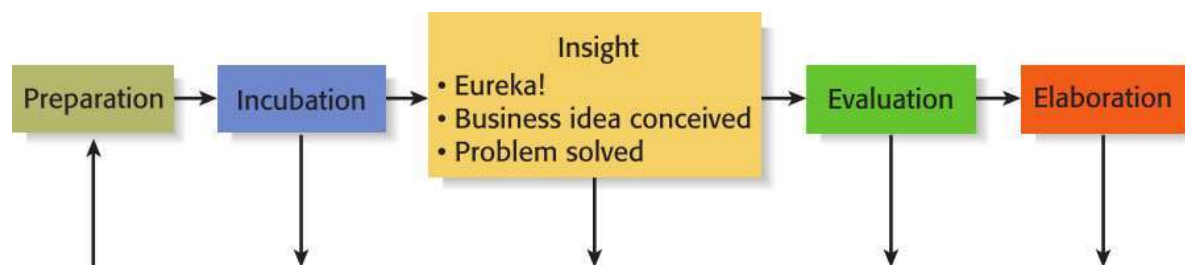 Preparation
Incubation
Insight
• Eureka!
• Business idea conceived
• Problem solved
Evaluation
Elaboration